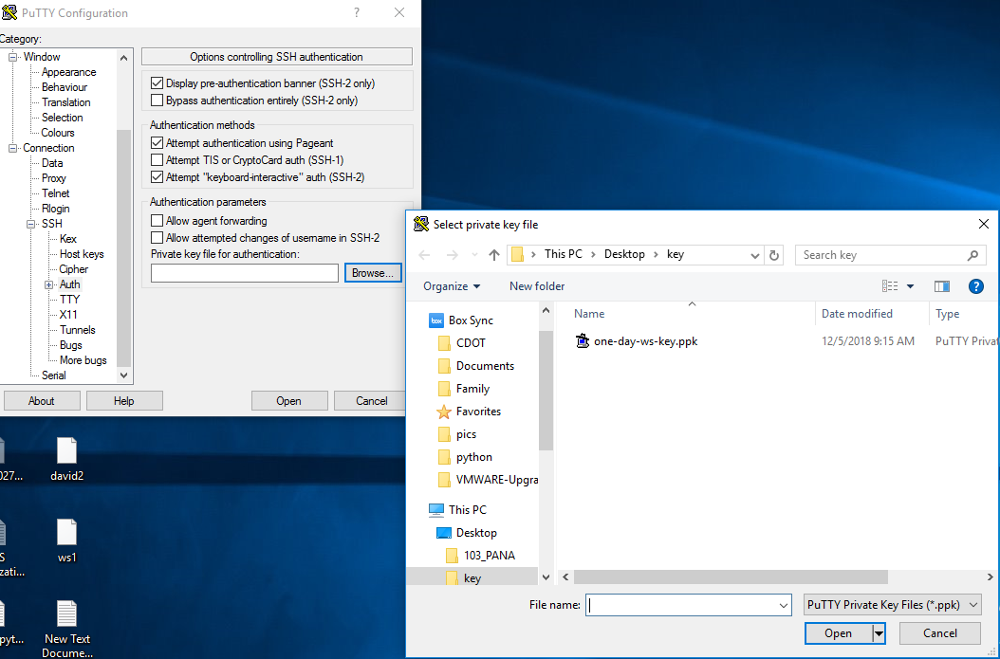 PuTTY Configuration
?
Category:
Window
Appearance
Behaviour
Translation
Selection
Colours
Connection
Data
Proxy
Telnet
Rlogin
SSH
Kex
Host keys
Cipher
Auth
TTY
X11
Tunnels
Bugs
More bugs
Serial
Options controlling SSH authentication
Display pre-authentication banner (SSH-2 only)
Bypass authentication entirely (SSH-2 only)
Authentication methods
Attempt authentication using Pageant
Attempt TIS or CryptoCard auth (SSH-1)
Attempt "keyboard-interactive" auth (SSH-2)
Authentication parameters
Allow agent forwarding
Allow attempted changes of username in SSH-2
Private key file for authentication:
Browse...
About
Help
Open
Cancel
027...
david2
S
zati...
ws1
pyt...
New Text
Docume...
Select private key file
This PC > Desktop > key
Search key
Organize
New folder
?
box
Box Sync
CDOT
Documents
Family
Favorites
pics
python
VMWARE-Upgra
This PC
Desktop
103_PANA
key
Name
Date modified
Type
one-day-ws-key.ppk
12/5/2018 9:15 AM
PuTTY Privat
File name:
PuTTY Private Key Files (*.ppk)
Open
Cancel